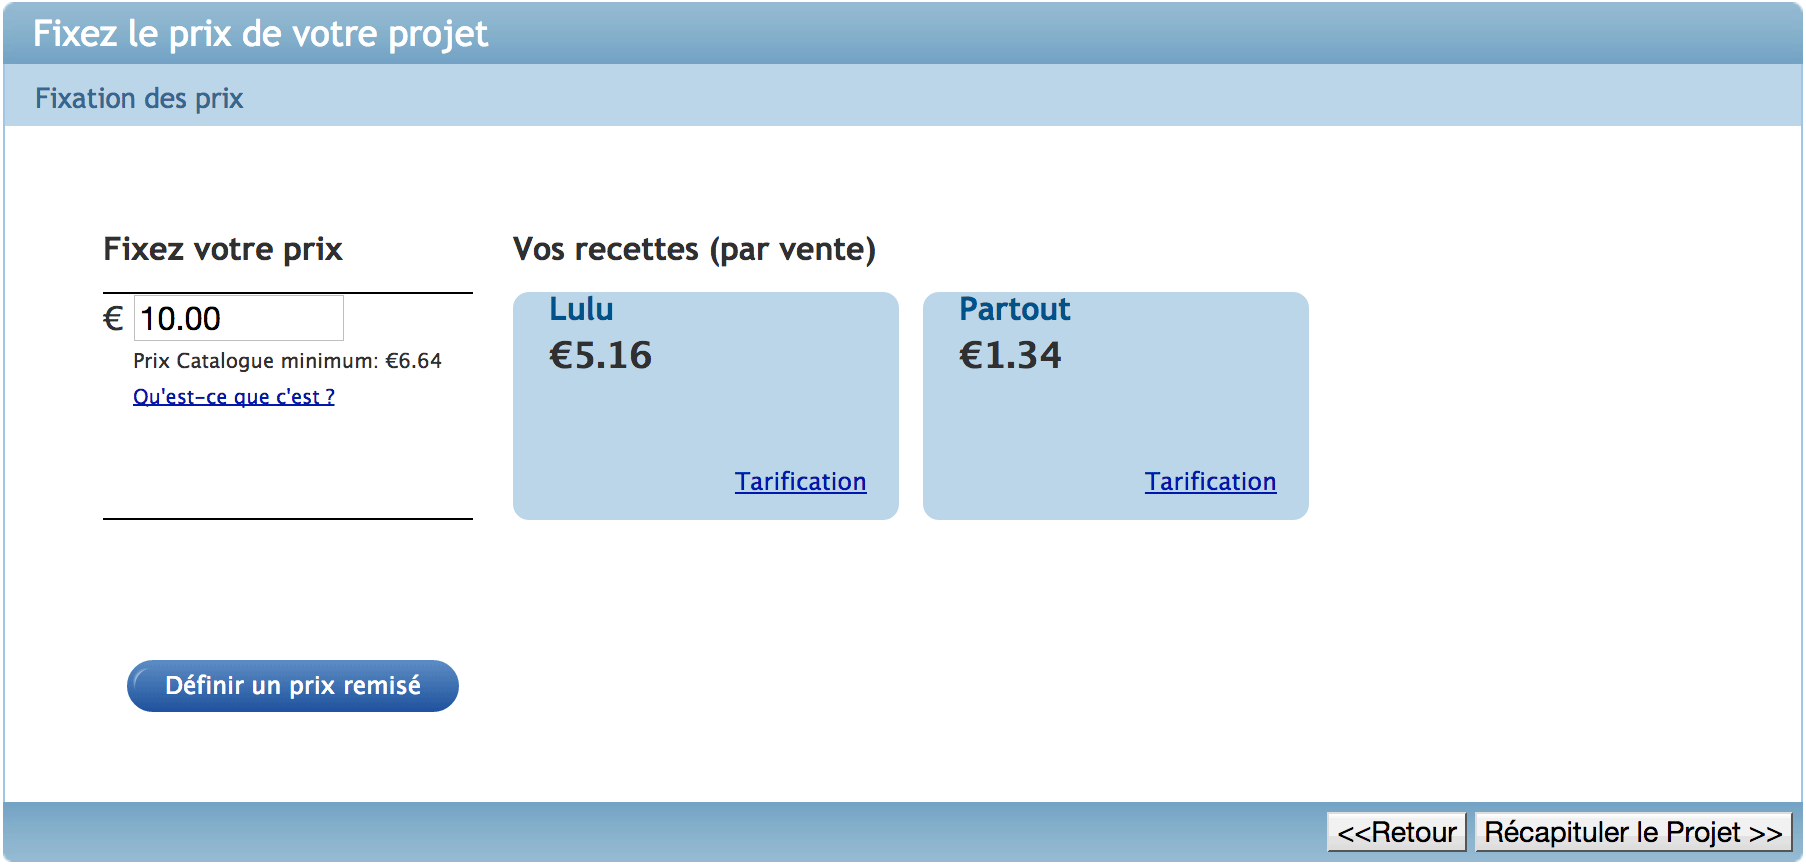 Fixez le prix de votre projet
Fixation des prix
Fixez votre prix
€ 10.00
Prix Catalogue minimum: €6.64
Qu'est-ce que c'est ?
Vos recettes (par vente)
Lulu
€5.16
Tarification
Partout
€1.34
Tarification
Définir un prix remisé
<<Retour
Récapituler le Projet >>